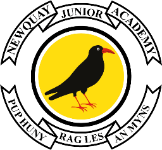 NEWQUAY JUNIOR ACADEMY
PUP HUNY RAG LES AN MYNS